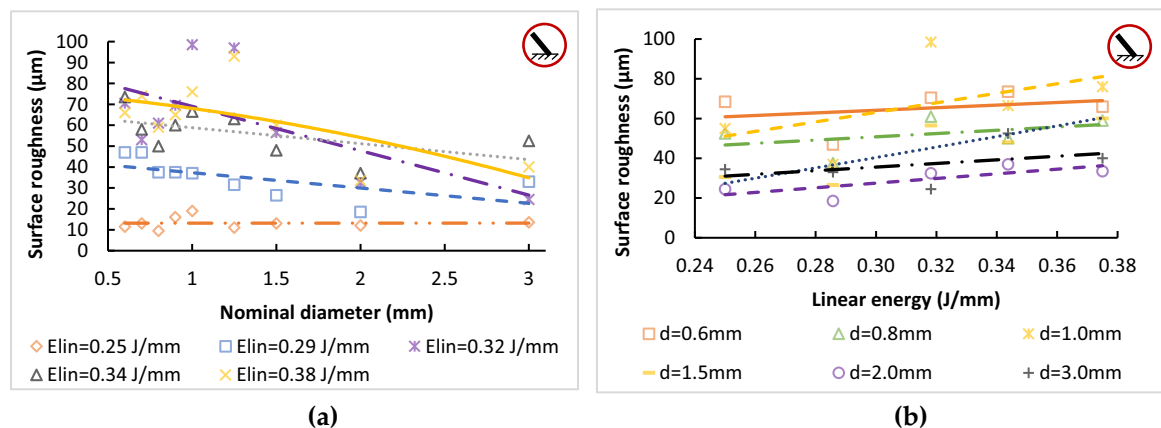 Surface roughness (µm)
100
90
80
70
60
50
40
30
20
10
0
0.5 1 1.5 2 2.5 3
Nominal diameter (mm)
Elin=0.25 J/mm Elin=0.29 J/mm Elin=0.32 J/mm
Elin=0.34 J/mm Elin=0.38 J/mm
(a)
Surface roughness (µm)
100
80
60
40
20
0
0.24 0.26 0.28 0.30 0.32 0.34 0.36 0.38
Linear energy (J/mm)
d=0.6mm d=0.8mm d=1.0mm
d=1.5mm d=2.0mm d=3.0mm
(b)